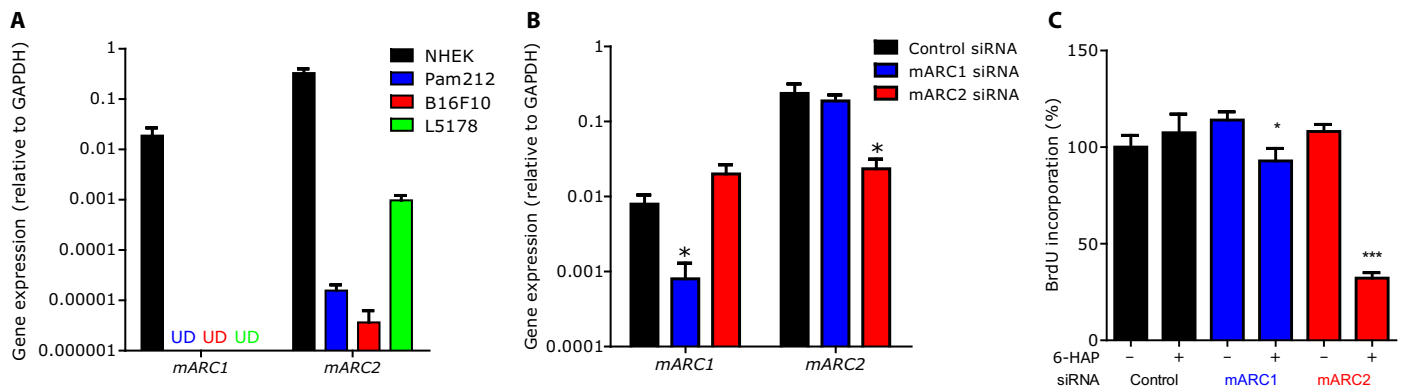 A
Gene expression (relative to GAPDH)
1
0.1
0.01
0.001
0.0001
0.00001
0.000001
NHEK
Pam212
B16F10
L5178
UD UD UD
mARC1 mARC2
B
Gene expression (relative to GAPDH)
1
0.1
0.01
0.001
0.0001
Control siRNA
mARC1 siRNA
mARC2 siRNA
*
*
mARC1 mARC2
C
BrdU incorporation (%)
150
100
50
0
*
***
6-HAP – + – + – +
siRNA Control mARC1 mARC2